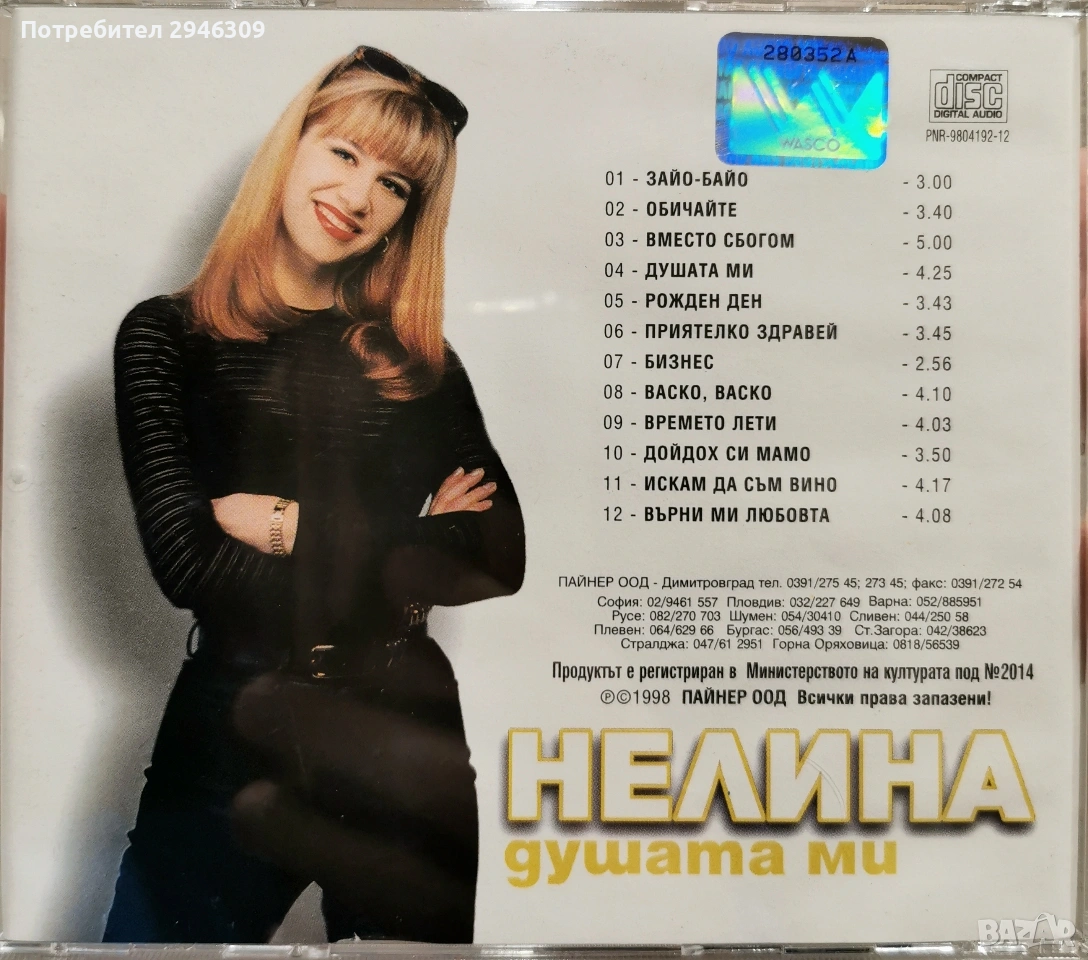 Потребител 2946309
280352A
WASCO
COMPACT
disc
DIGITAL AUDIO
PNR-9804192-12
01 - ЗАЙО-БАЙО - 3.00
02 - ОБИЧАЙТЕ - 3.40
03 - ВМЕСТО СБОГОМ - 5.00
04 - ДУШАТА МИ - 4.25
05 - РОЖДЕН ДЕН - 3.43
06 - ПРИЯТЕЛКО ЗДРАВЕЙ - 3.45
07 - БИЗНЕС - 2.56
08 - ВАСКО, ВАСКО - 4.10
09 - ВРЕМЕТО ЛЕТИ - 4.03
10 - ДОЙДОХ СИ МАМО - 3.50
11 - ИСКАМ ДА СЪМ ВИНО - 4.17
12 - ВЪРНИ МИ ЛЮБОВТА - 4.08
ПАЙНЕР ООД - Димитровград тел. 0391/275 45; 273 45; факс: 0391/272 54
София: 02/9461 557 Пловдив: 032/227 649 Варна: 052/885951
Русе: 082/270 703 Шумен: 054/30410 Сливен: 044/250 58
Плевен: 064/629 66 Бургас: 056/493 39 Ст.Загора: 042/38623
Стралджа: 047/61 2951 Горна Оряховица: 0818/56539
Продуктът е регистриран в Министерството на културата под №2014
℗©1998 ПАЙНЕР ООД Всички права запазени!
НЕЛИНА
душата ми
BAZAR